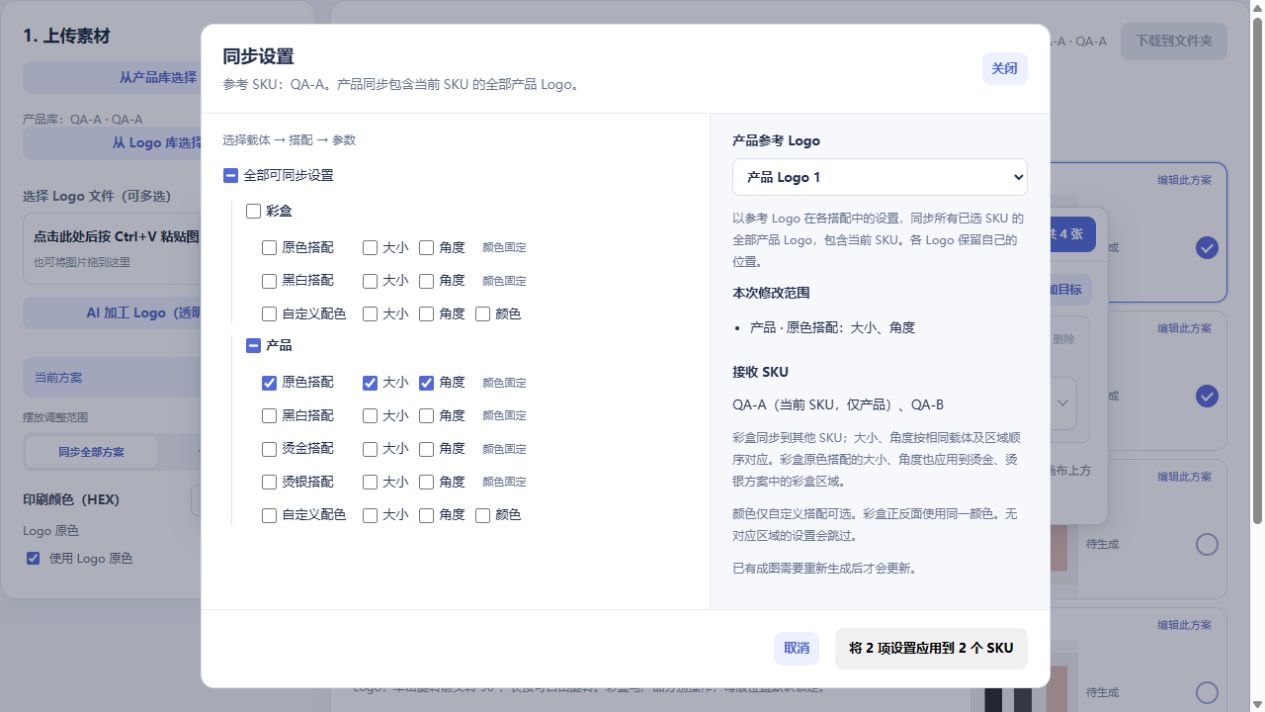 1. 上传素材
从产品库选择
产品库：QA-A · QA-A
从 Logo 库选择
选择 Logo 文件（可多选）
点击此处后按 Ctrl+V 粘贴图
也可将图片拖到这里
AI 加工 Logo（透明
当前方案
摆放调整范围
同步全部方案
印刷颜色（HEX）
Logo 原色
使用 Logo 原色
同步设置
参考 SKU：QA-A。产品同步包含当前 SKU 的全部产品 Logo。
关闭
选择载体 → 搭配 → 参数
全部可同步设置
彩盒
原色搭配 大小 角度 颜色固定
黑白搭配 大小 角度 颜色固定
自定义配色 大小 角度 颜色
产品
原色搭配 大小 角度 颜色固定
黑白搭配 大小 角度 颜色固定
烫金搭配 大小 角度 颜色固定
烫银搭配 大小 角度 颜色固定
自定义配色 大小 角度 颜色
产品参考 Logo
产品 Logo 1
以参考 Logo 在各搭配中的设置，同步所有已选 SKU 的
全部产品 Logo，包含当前 SKU。各 Logo 保留自己的
位置。
本次修改范围
• 产品 · 原色搭配：大小、角度
接收 SKU
QA-A（当前 SKU，仅产品）、QA-B
彩盒同步到其他 SKU；大小、角度按相同载体及区域顺
序对应。彩盒原色搭配的大小、角度也应用到烫金、烫
银方案中的彩盒区域。
颜色仅自定义搭配可选。彩盒正反面使用同一颜色。无
对应区域的设置会跳过。
已有成图需要重新生成后才会更新。
取消
将 2 项设置应用到 2 个 SKU
-A · QA-A
下载到文件夹
编辑此方案
4 张
成
加目标
编辑此方案
删除
成
画布上方
编辑此方案
待生成
编辑此方案
待生成